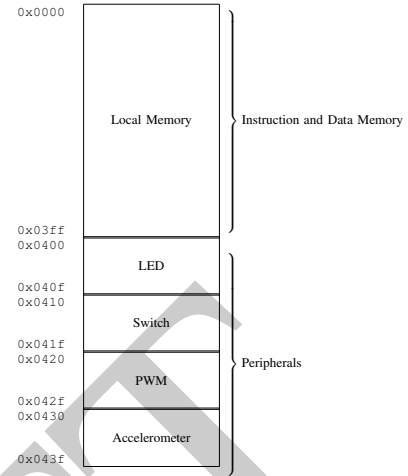 0x0000
Local Memory
Instruction and Data Memory
0x03ff
0x0400
LED
0x040f
0x0410
Switch
0x041f
0x0420
Peripherals
PWM
0x042f
0x0430
Accelerometer
0x043f